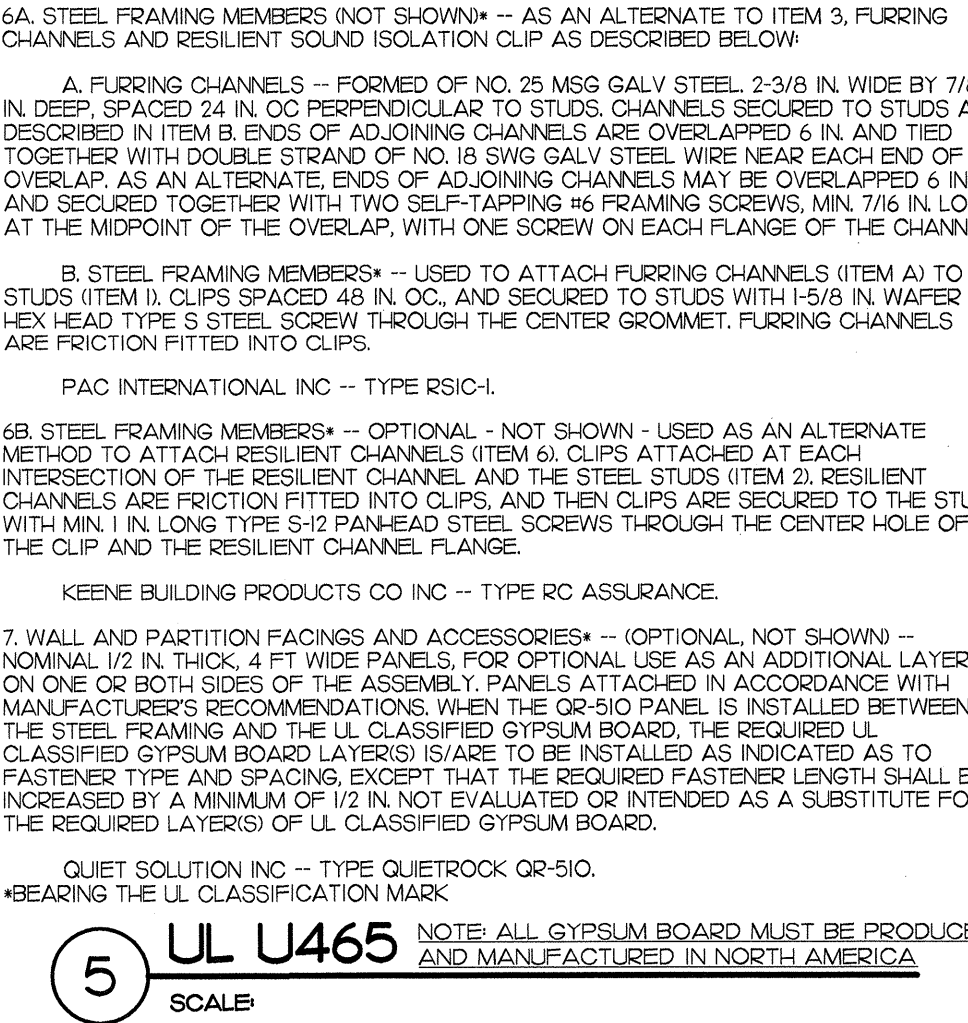 6A. STEEL FRAMING MEMBERS (NOT SHOWN)* -- AS AN ALTERNATE TO ITEM 3, FURRING
CHANNELS AND RESILIENT SOUND ISOLATION CLIP AS DESCRIBED BELOW:
A. FURRING CHANNELS -- FORMED OF NO. 25 MSG GALV STEEL. 2-3/8 IN. WIDE BY 7/8
IN. DEEP, SPACED 24 IN. OC PERPENDICULAR TO STUDS. CHANNELS SECURED TO STUDS A
DESCRIBED IN ITEM B. ENDS OF ADJOINING CHANNELS ARE OVERLAPPED 6 IN. AND TIED
TOGETHER WITH DOUBLE STRAND OF NO. 18 SWG GALV STEEL WIRE NEAR EACH END OF
OVERLAP. AS AN ALTERNATE, ENDS OF ADJOINING CHANNELS MAY BE OVERLAPPED 6 IN
AND SECURED TOGETHER WITH TWO SELF-TAPPING #6 FRAMING SCREWS, MIN. 7/16 IN. LO
AT THE MIDPOINT OF THE OVERLAP, WITH ONE SCREW ON EACH FLANGE OF THE CHANN
B. STEEL FRAMING MEMBERS* -- USED TO ATTACH FURRING CHANNELS (ITEM A) TO
STUDS (ITEM 1). CLIPS SPACED 48 IN. OC., AND SECURED TO STUDS WITH 1-5/8 IN. WAFER
HEX HEAD TYPE S STEEL SCREW THROUGH THE CENTER GROMMET. FURRING CHANNELS
ARE FRICTION FITTED INTO CLIPS.
PAC INTERNATIONAL INC -- TYPE RSIC-1.
6B. STEEL FRAMING MEMBERS* -- OPTIONAL - NOT SHOWN - USED AS AN ALTERNATE
METHOD TO ATTACH RESILIENT CHANNELS (ITEM 6). CLIPS ATTACHED AT EACH
INTERSECTION OF THE RESILIENT CHANNEL AND THE STEEL STUDS (ITEM 2). RESILIENT
CHANNELS ARE FRICTION FITTED INTO CLIPS, AND THEN CLIPS ARE SECURED TO THE STU
WITH MIN. 1 IN. LONG TYPE S-12 PANHEAD STEEL SCREWS THROUGH THE CENTER HOLE OF
THE CLIP AND THE RESILIENT CHANNEL FLANGE.
KEENE BUILDING PRODUCTS CO INC -- TYPE RC ASSURANCE.
7. WALL AND PARTITION FACINGS AND ACCESSORIES* -- (OPTIONAL, NOT SHOWN) --
NOMINAL 1/2 IN. THICK, 4 FT WIDE PANELS, FOR OPTIONAL USE AS AN ADDITIONAL LAYER
ON ONE OR BOTH SIDES OF THE ASSEMBLY. PANELS ATTACHED IN ACCORDANCE WITH
MANUFACTURER'S RECOMMENDATIONS. WHEN THE QR-510 PANEL IS INSTALLED BETWEEN
THE STEEL FRAMING AND THE UL CLASSIFIED GYPSUM BOARD, THE REQUIRED UL
CLASSIFIED GYPSUM BOARD LAYER(S) IS/ARE TO BE INSTALLED AS INDICATED AS TO
FASTENER TYPE AND SPACING, EXCEPT THAT THE REQUIRED FASTENER LENGTH SHALL B
INCREASED BY A MINIMUM OF 1/2 IN. NOT EVALUATED OR INTENDED AS A SUBSTITUTE FO
THE REQUIRED LAYER(S) OF UL CLASSIFIED GYPSUM BOARD.
QUIET SOLUTION INC -- TYPE QUIETROCK QR-510.
*BEARING THE UL CLASSIFICATION MARK
5 UL U465 NOTE: ALL GYPSUM BOARD MUST BE PRODUCE
AND MANUFACTURED IN NORTH AMERICA
SCALE: